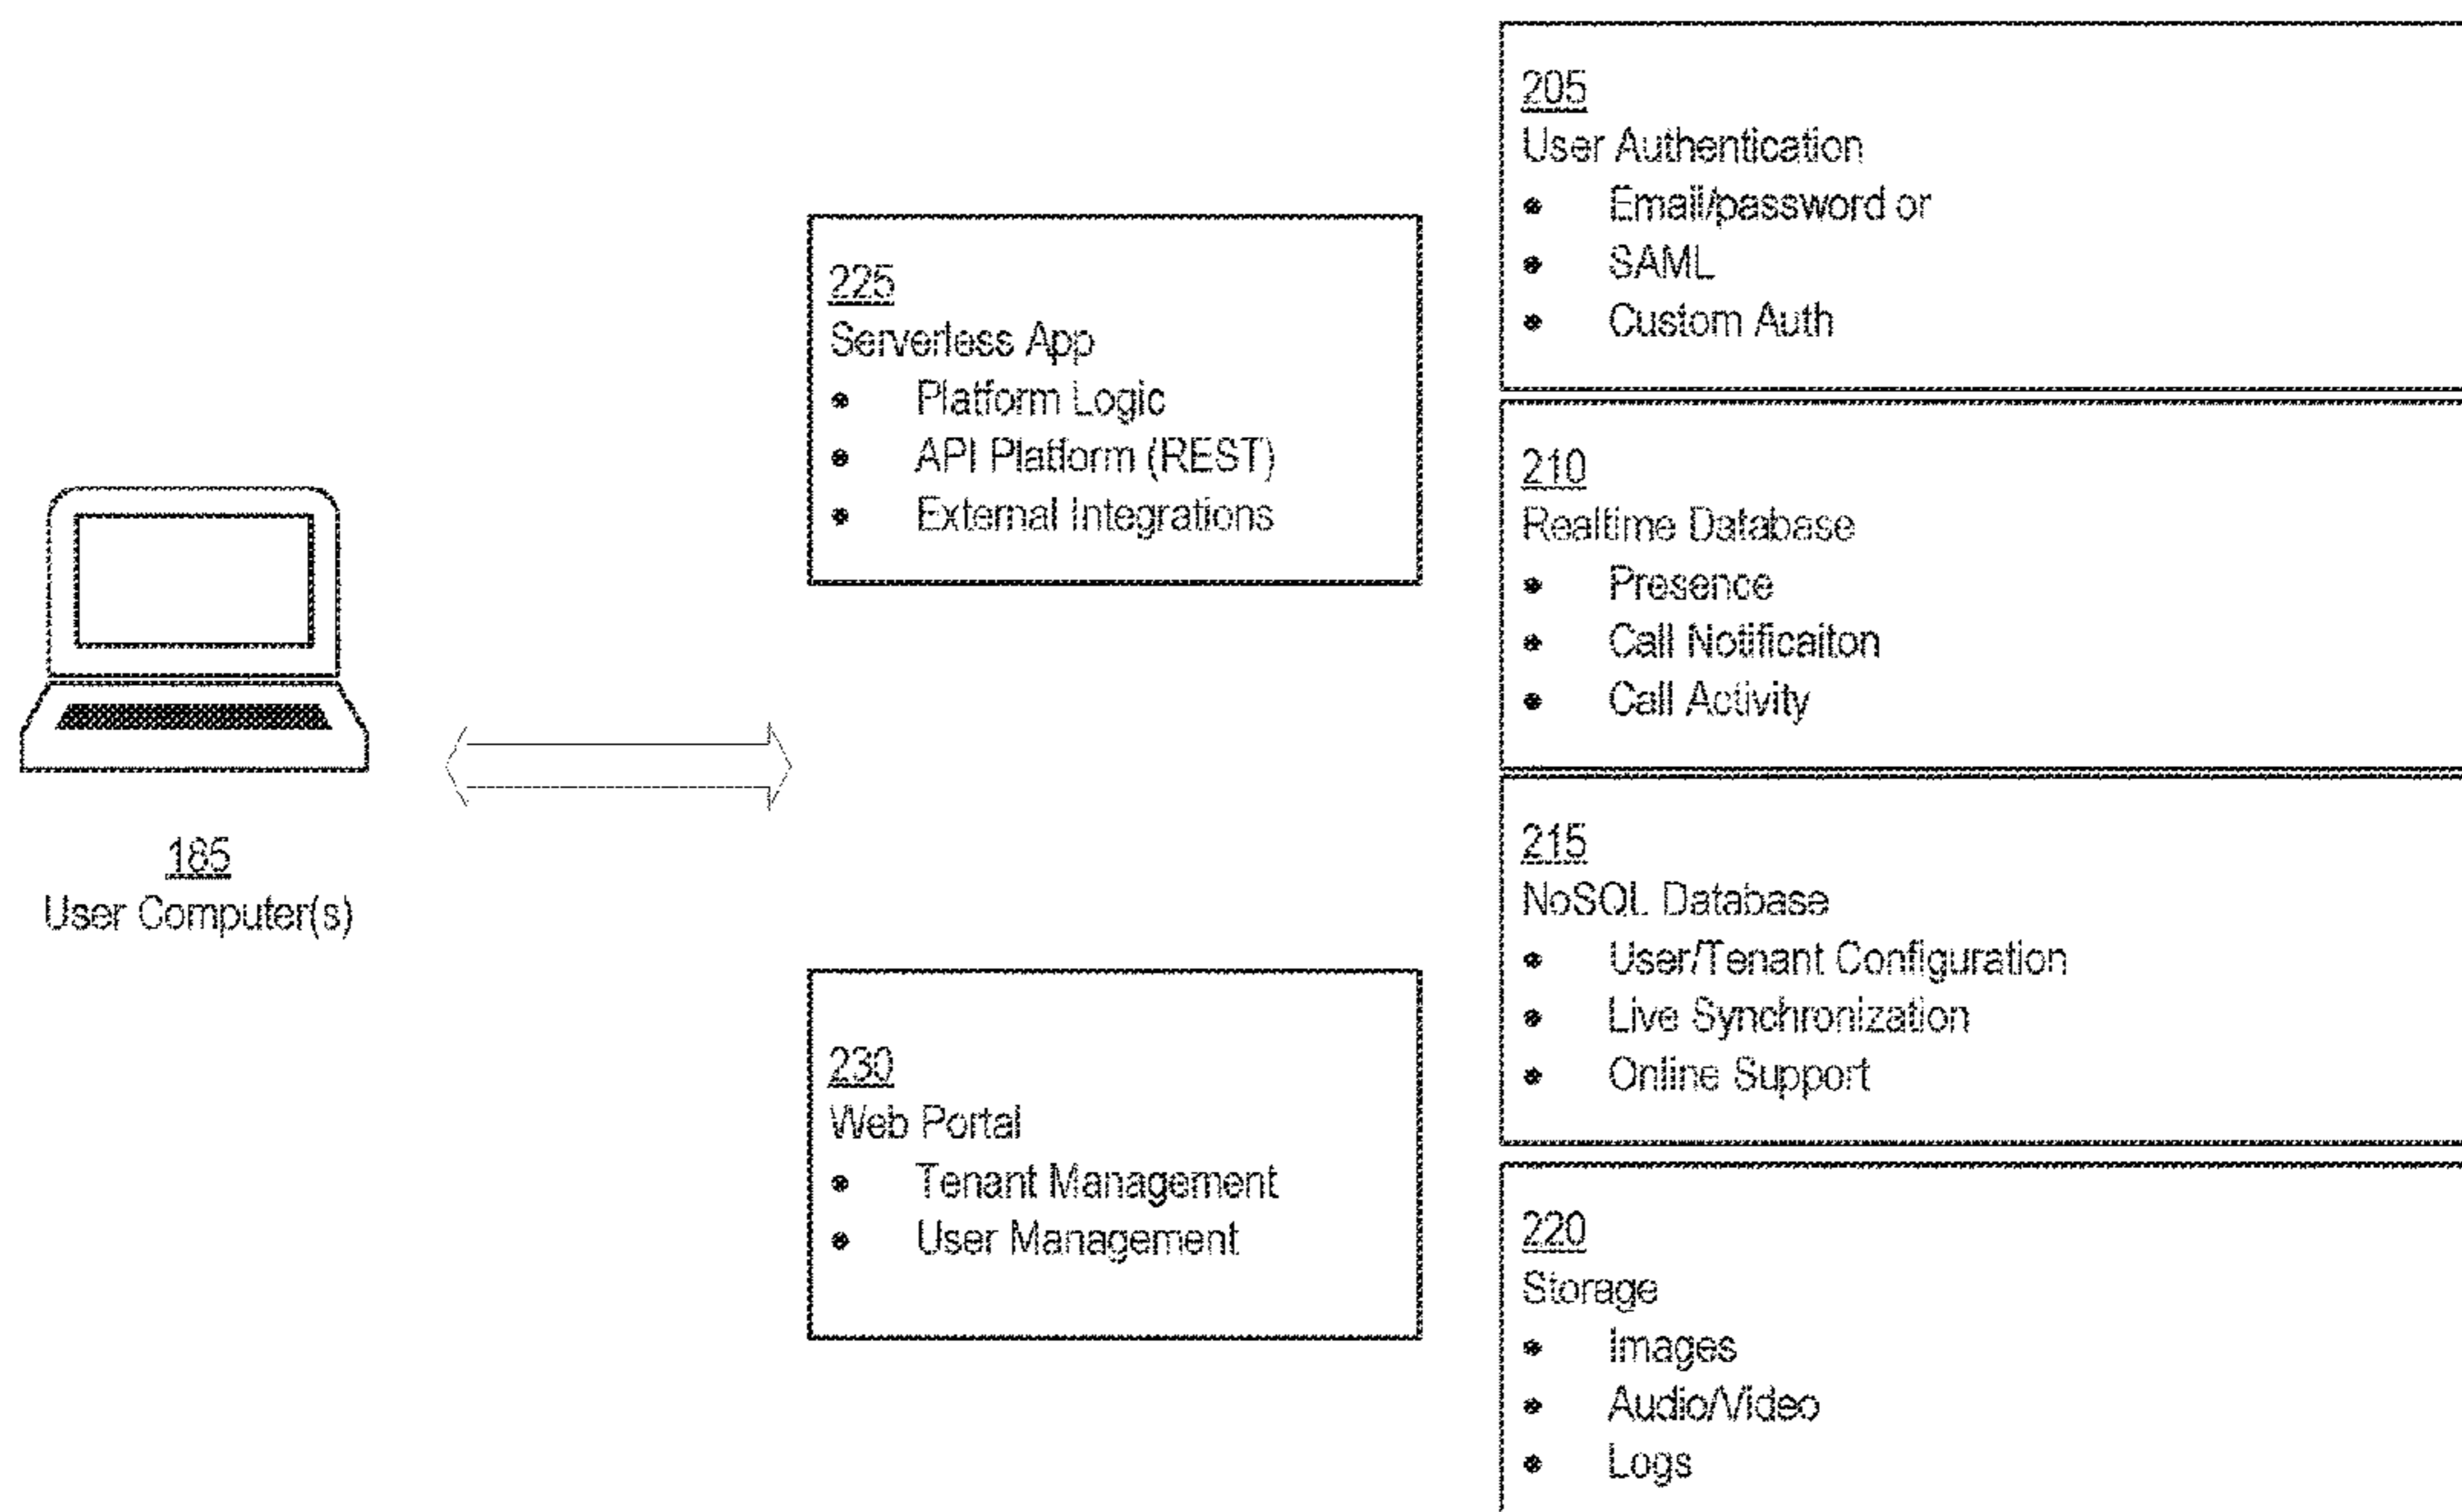 185
User Computer(s)
225
Serverless App
• Platform Logic
• API Platform (REST)
• External Integrations
230
Web Portal
• Tenant Management
• User Management
205
User Authentication
• Email/password or
• SAML
• Custom Auth
210
Realtime Database
• Presence
• Call Notificaiton
• Call Activity
215
NoSQL Database
• User/Tenant Configuration
• Live Synchronization
• Online Support
220
Storage
• Images
• Audio/Video
• Logs